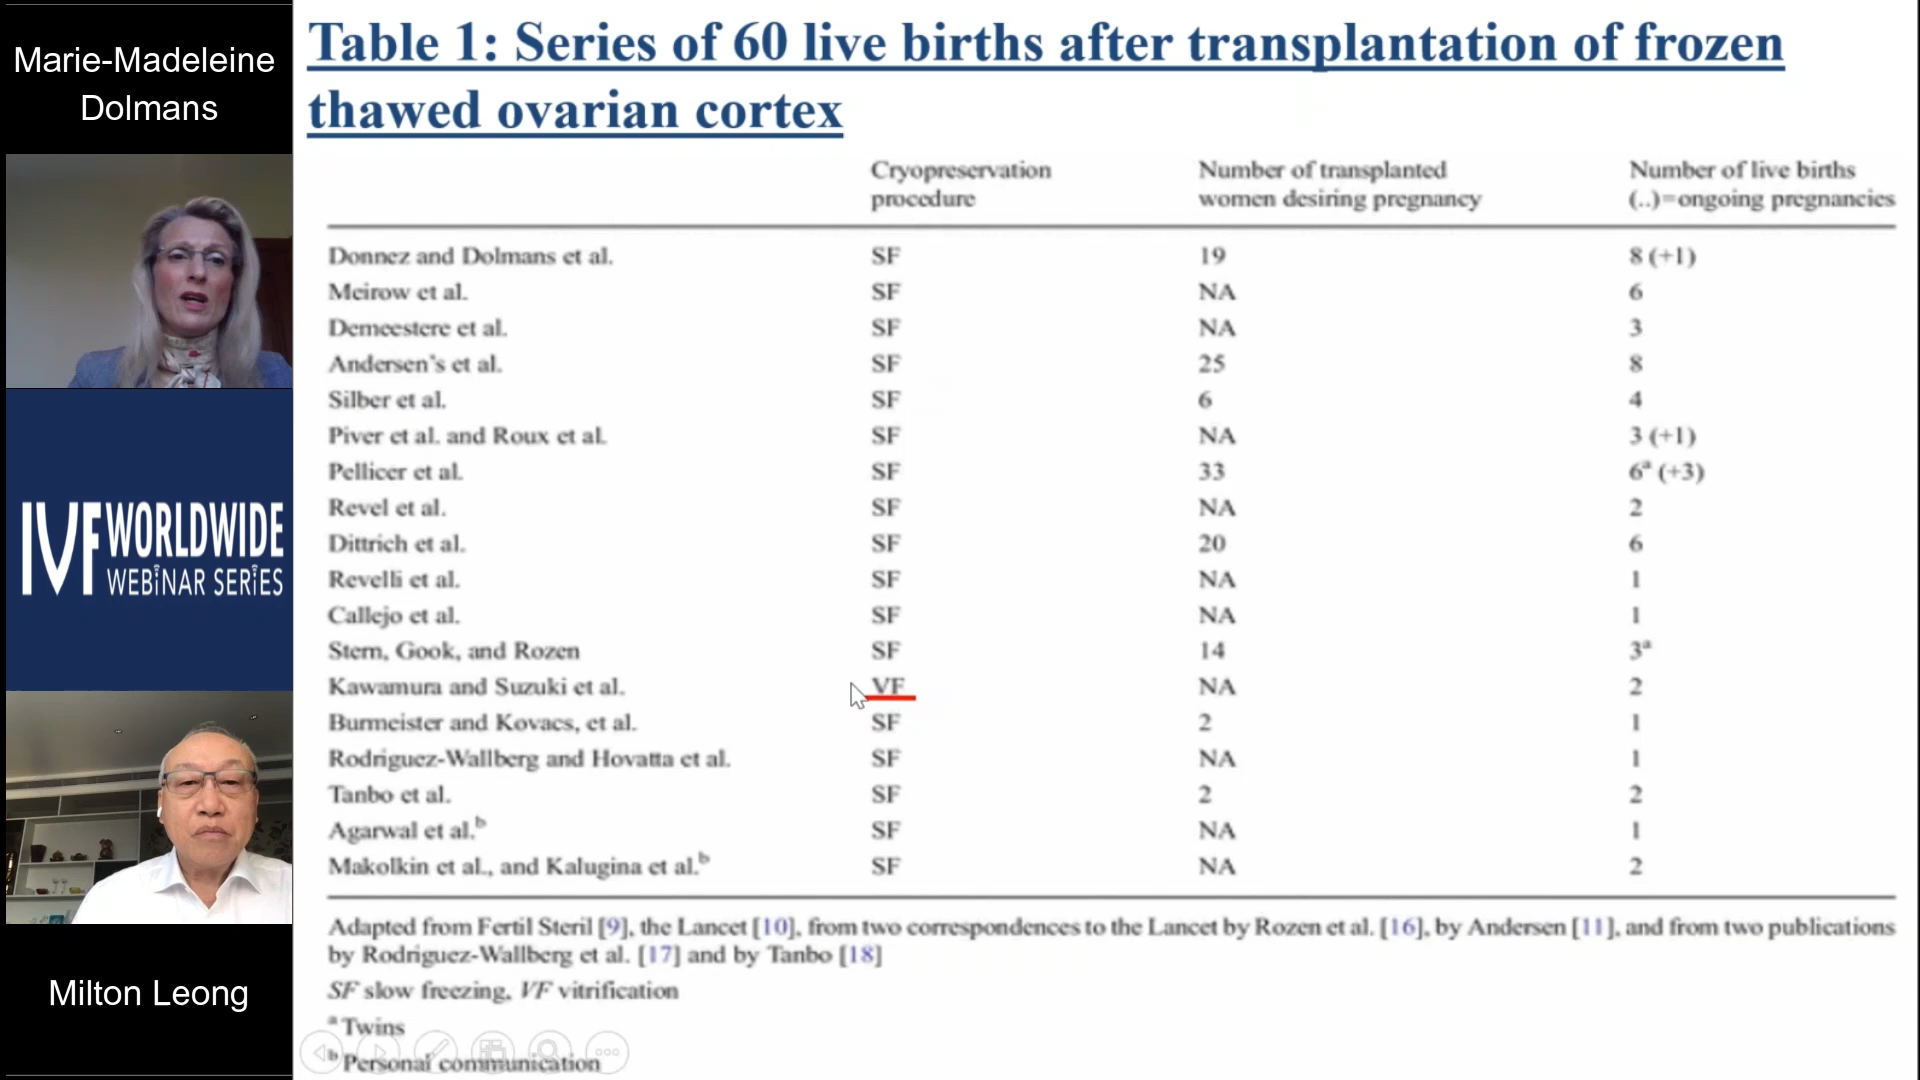 Marie-Madeleine
Dolmans
IVF WORLDWIDE
WEBiNAR SERiES
Milton Leong
Table 1: Series of 60 live births after transplantation of frozen
thawed ovarian cortex
Cryopreservation procedure Number of transplanted women desiring pregnancy Number of live births (..)=ongoing pregnancies
Donnez and Dolmans et al. SF 19 8 (+1)
Meirow et al. SF NA 6
Demeestere et al. SF NA 3
Andersen's et al. SF 25 8
Silber et al. SF 6 4
Piver et al. and Roux et al. SF NA 3 (+1)
Pellicer et al. SF 33 6ᵃ (+3)
Revel et al. SF NA 2
Dittrich et al. SF 20 6
Revelli et al. SF NA 1
Callejo et al. SF NA 1
Stern, Gook, and Rozen SF 14 3ᵃ
Kawamura and Suzuki et al. VF NA 2
Burmeister and Kovacs, et al. SF 2 1
Rodriguez-Wallberg and Hovatta et al. SF NA 1
Tanbo et al. SF 2 2
Agarwal et al.ᵇ SF NA 1
Makolkin et al., and Kalugina et al.ᵇ SF NA 2
Adapted from Fertil Steril [9], the Lancet [10], from two correspondences to the Lancet by Rozen et al. [16], by Andersen [11], and from two publications
by Rodriguez-Wallberg et al. [17] and by Tanbo [18]
SF slow freezing, VF vitrification
ᵃ Twins
ᵇ Personal communication